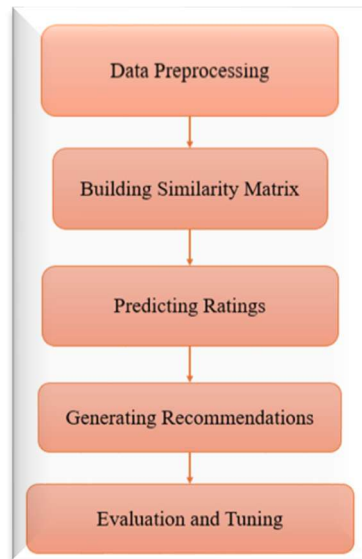 Data Preprocessing
Building Similarity Matrix
Predicting Ratings
Generating Recommendations
Evaluation and Tuning